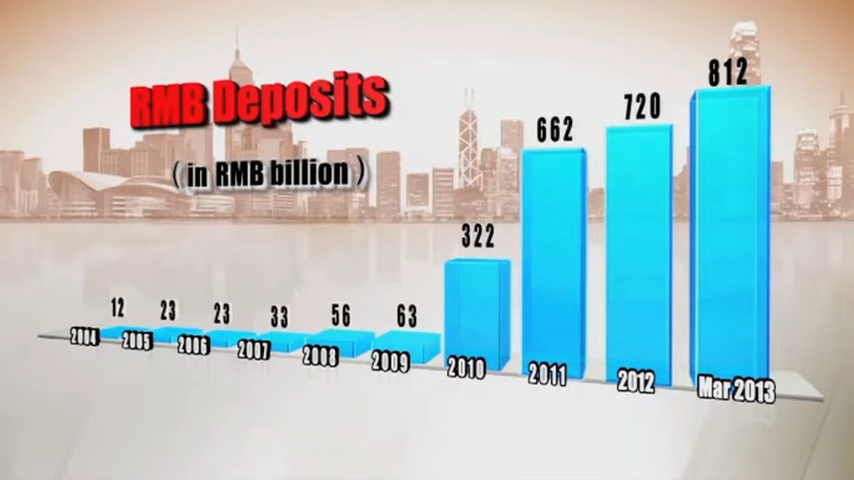 RMB Deposits
(in RMB billion)
12 23 23 33 56 63 322 662 720 812
2004 2005 2006 2007 2008 2009 2010 2011 2012 Mar 2013